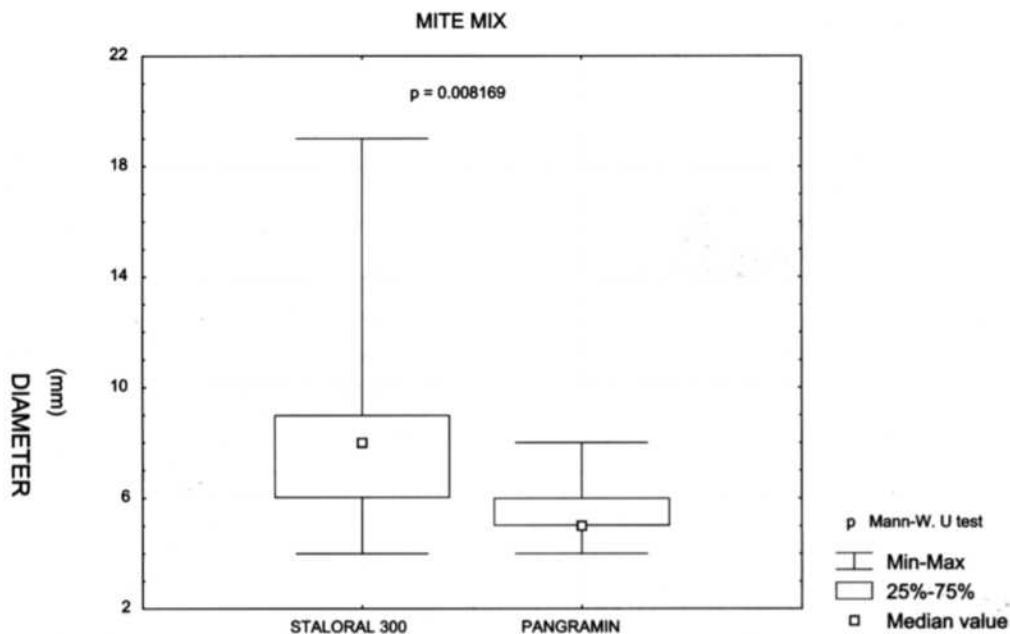 MITE MIX
p = 0.008169
22
18
14
10
6
2
DIAMETER
(mm)
STALORAL 300
PANGRAMIN
p Mann-W. U test
Min-Max
25%-75%
Median value